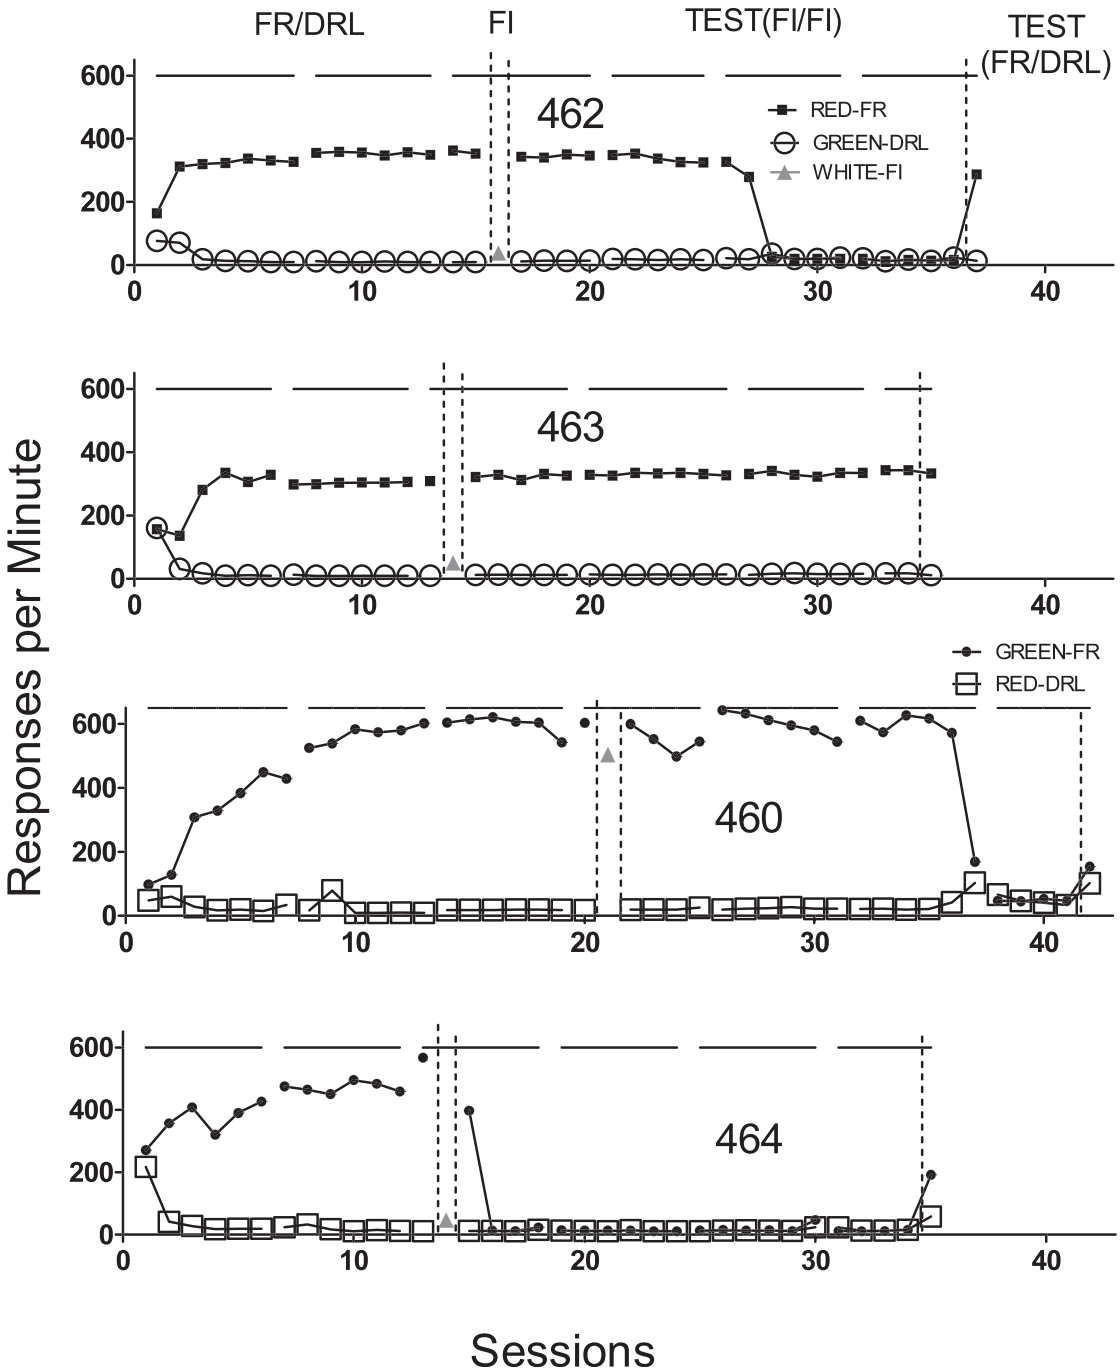 FR/DRL FI TEST(FI/FI) TEST
(FR/DRL)
600
462
RED-FR
400
GREEN-DRL
WHITE-FI
200
0
0 10 20 30 40
600
463
400
200
0
0 10 20 30 40
Responses per Minute
GREEN-FR
RED-DRL
600
400
460
200
0
0 10 20 30 40
600
400
464
200
0
0 10 20 30 40
Sessions